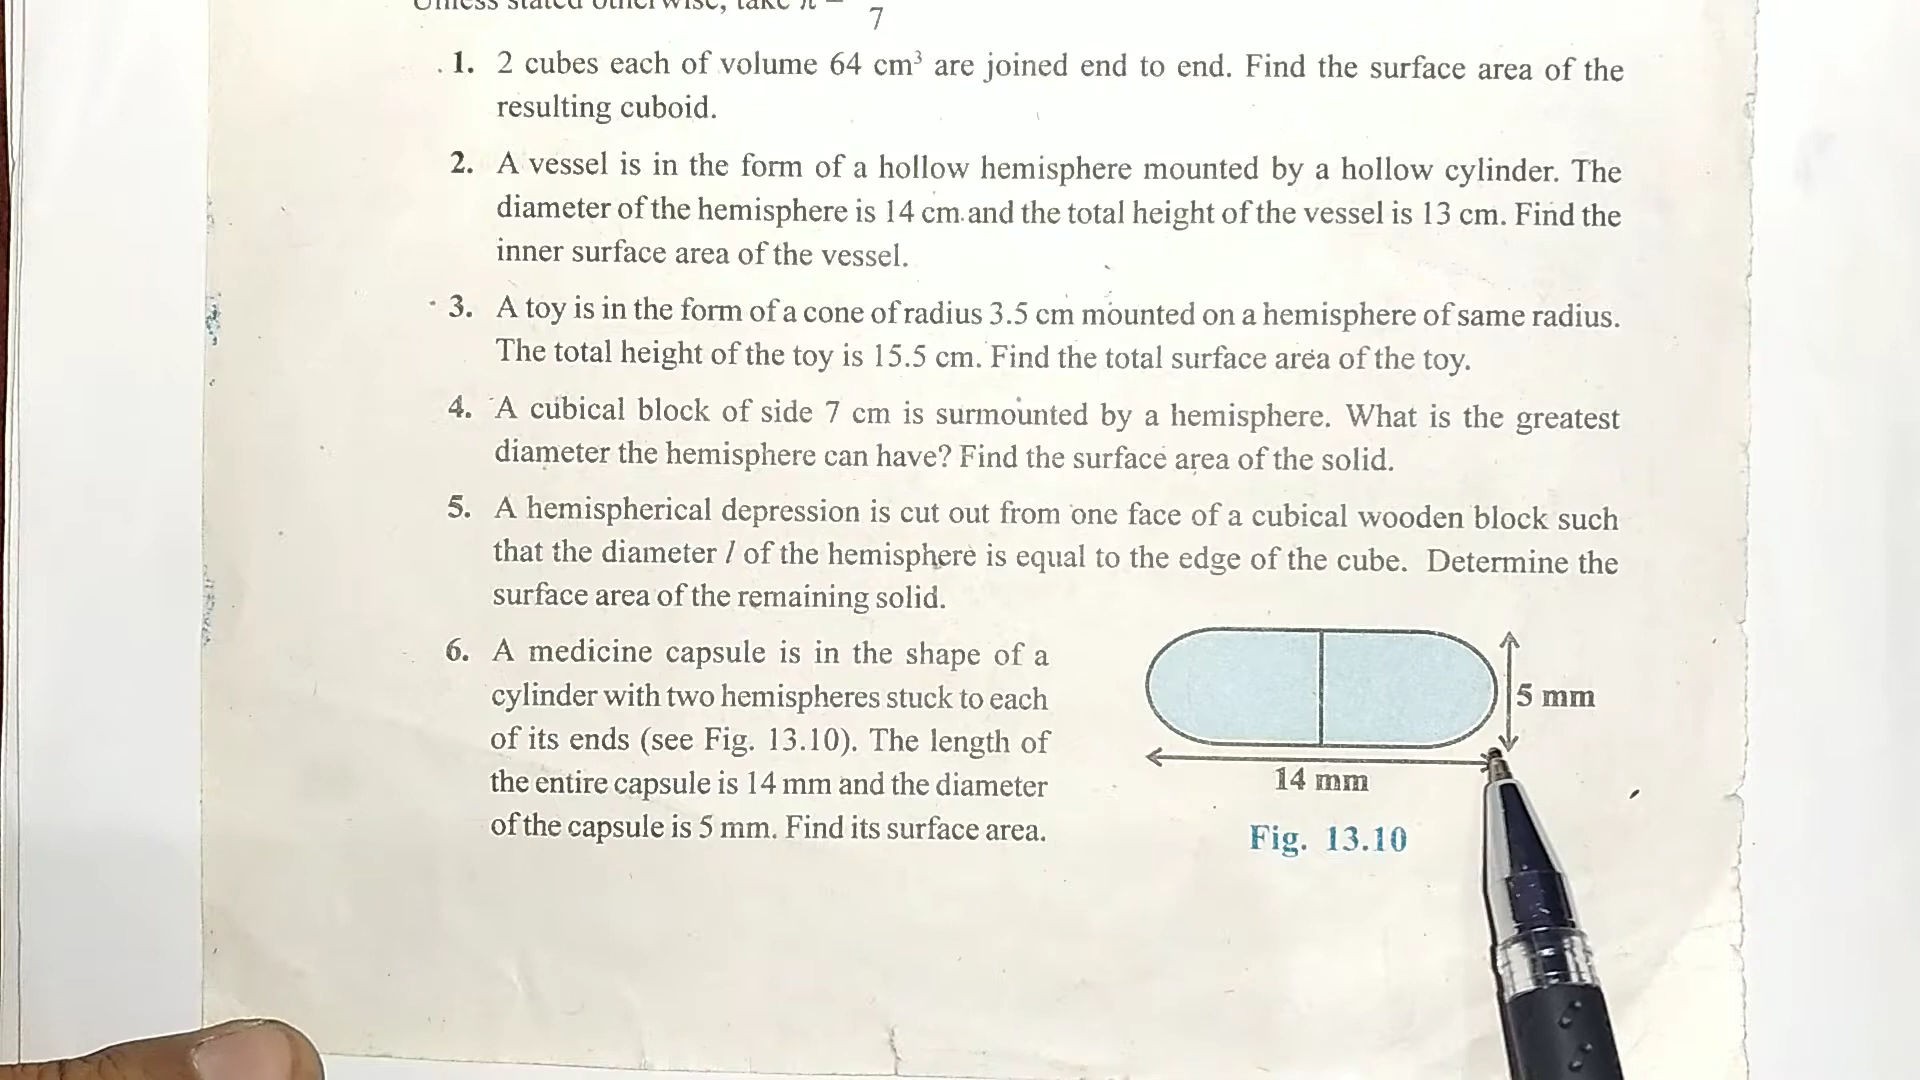 Unless stated otherwise, take π =
7
1. 2 cubes each of volume 64 cm³ are joined end to end. Find the surface area of the
resulting cuboid.
2. A vessel is in the form of a hollow hemisphere mounted by a hollow cylinder. The
diameter of the hemisphere is 14 cm and the total height of the vessel is 13 cm. Find the
inner surface area of the vessel.
3. A toy is in the form of a cone of radius 3.5 cm mounted on a hemisphere of same radius.
The total height of the toy is 15.5 cm. Find the total surface area of the toy.
4. A cubical block of side 7 cm is surmounted by a hemisphere. What is the greatest
diameter the hemisphere can have? Find the surface area of the solid.
5. A hemispherical depression is cut out from one face of a cubical wooden block such
that the diameter l of the hemisphere is equal to the edge of the cube. Determine the
surface area of the remaining solid.
6. A medicine capsule is in the shape of a
cylinder with two hemispheres stuck to each
of its ends (see Fig. 13.10). The length of
the entire capsule is 14 mm and the diameter
of the capsule is 5 mm. Find its surface area.
5 mm
14 mm
Fig. 13.10